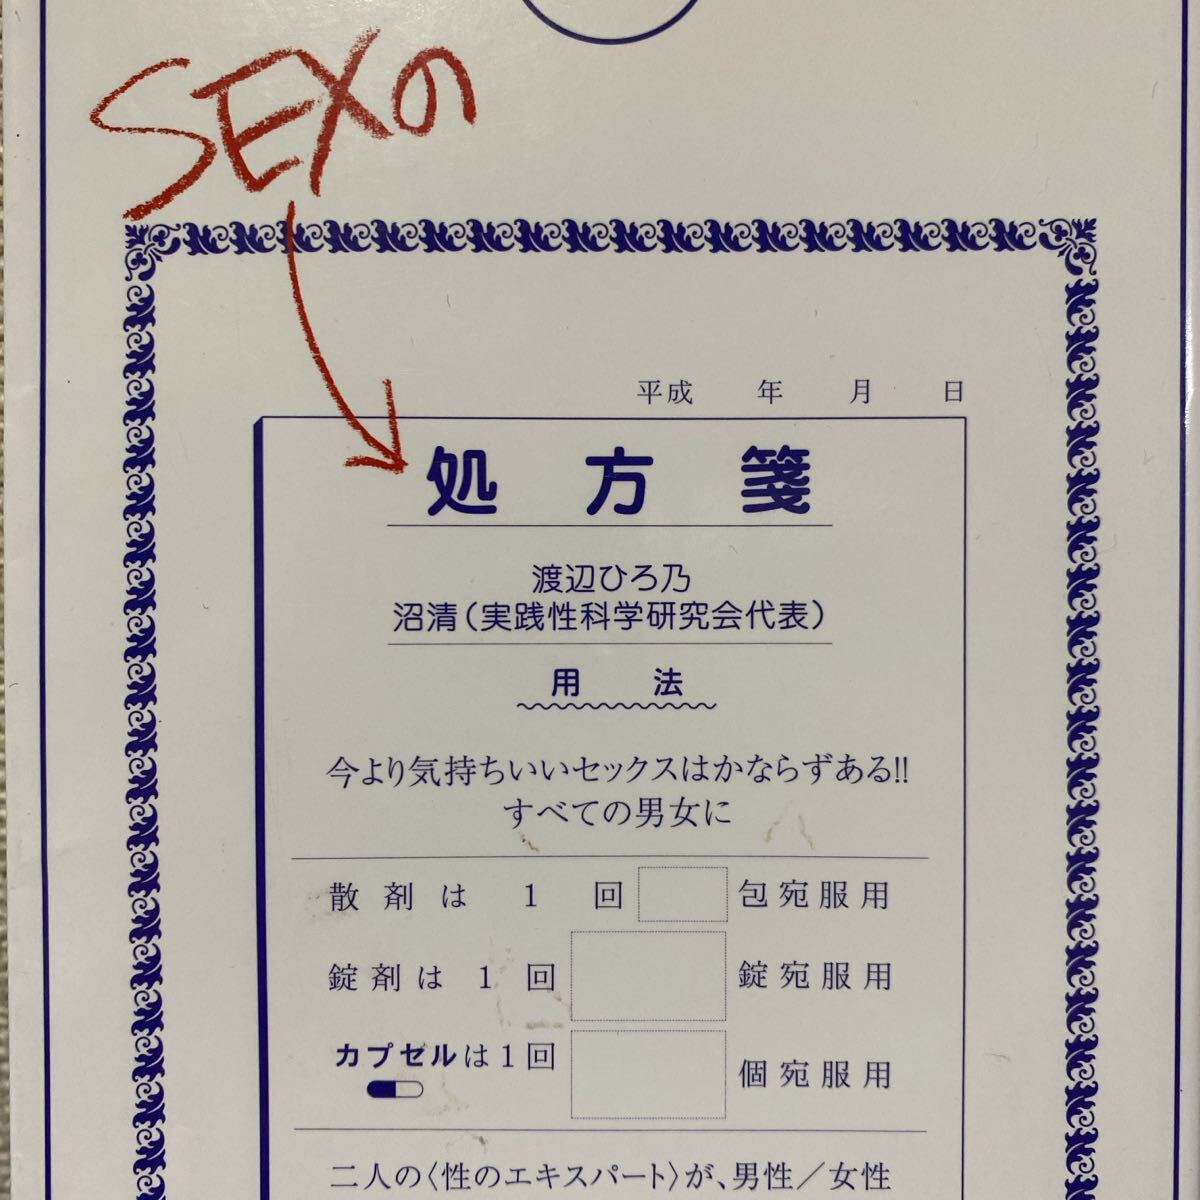 SEXの
平成　年　月　日
処方箋
渡辺ひろ乃
沼清(実践性科学研究会代表)
用法
今より気持ちいいセックスはかならずある!!
すべての男女に
散剤は1回 包宛服用
錠剤は1回 錠宛服用
カプセルは1回 個宛服用
二人の〈性のエキスパート〉が、男性／女性